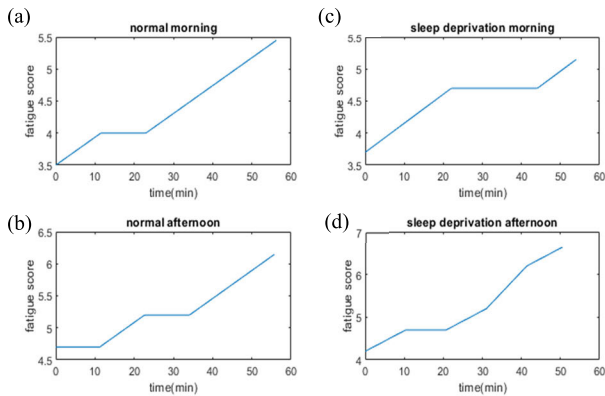 (a)
normal morning
fatigue score
5.5
5
4.5
4
3.5
0 10 20 30 40 50 60
time(min)
(c)
sleep deprivation morning
fatigue score
5.5
5
4.5
4
3.5
0 10 20 30 40 50 60
time(min)
(b)
normal afternoon
fatigue score
6.5
6
5.5
5
4.5
0 10 20 30 40 50 60
time(min)
(d)
sleep deprivation afternoon
fatigue score
7
6
5
4
0 10 20 30 40 50 60
time(min)